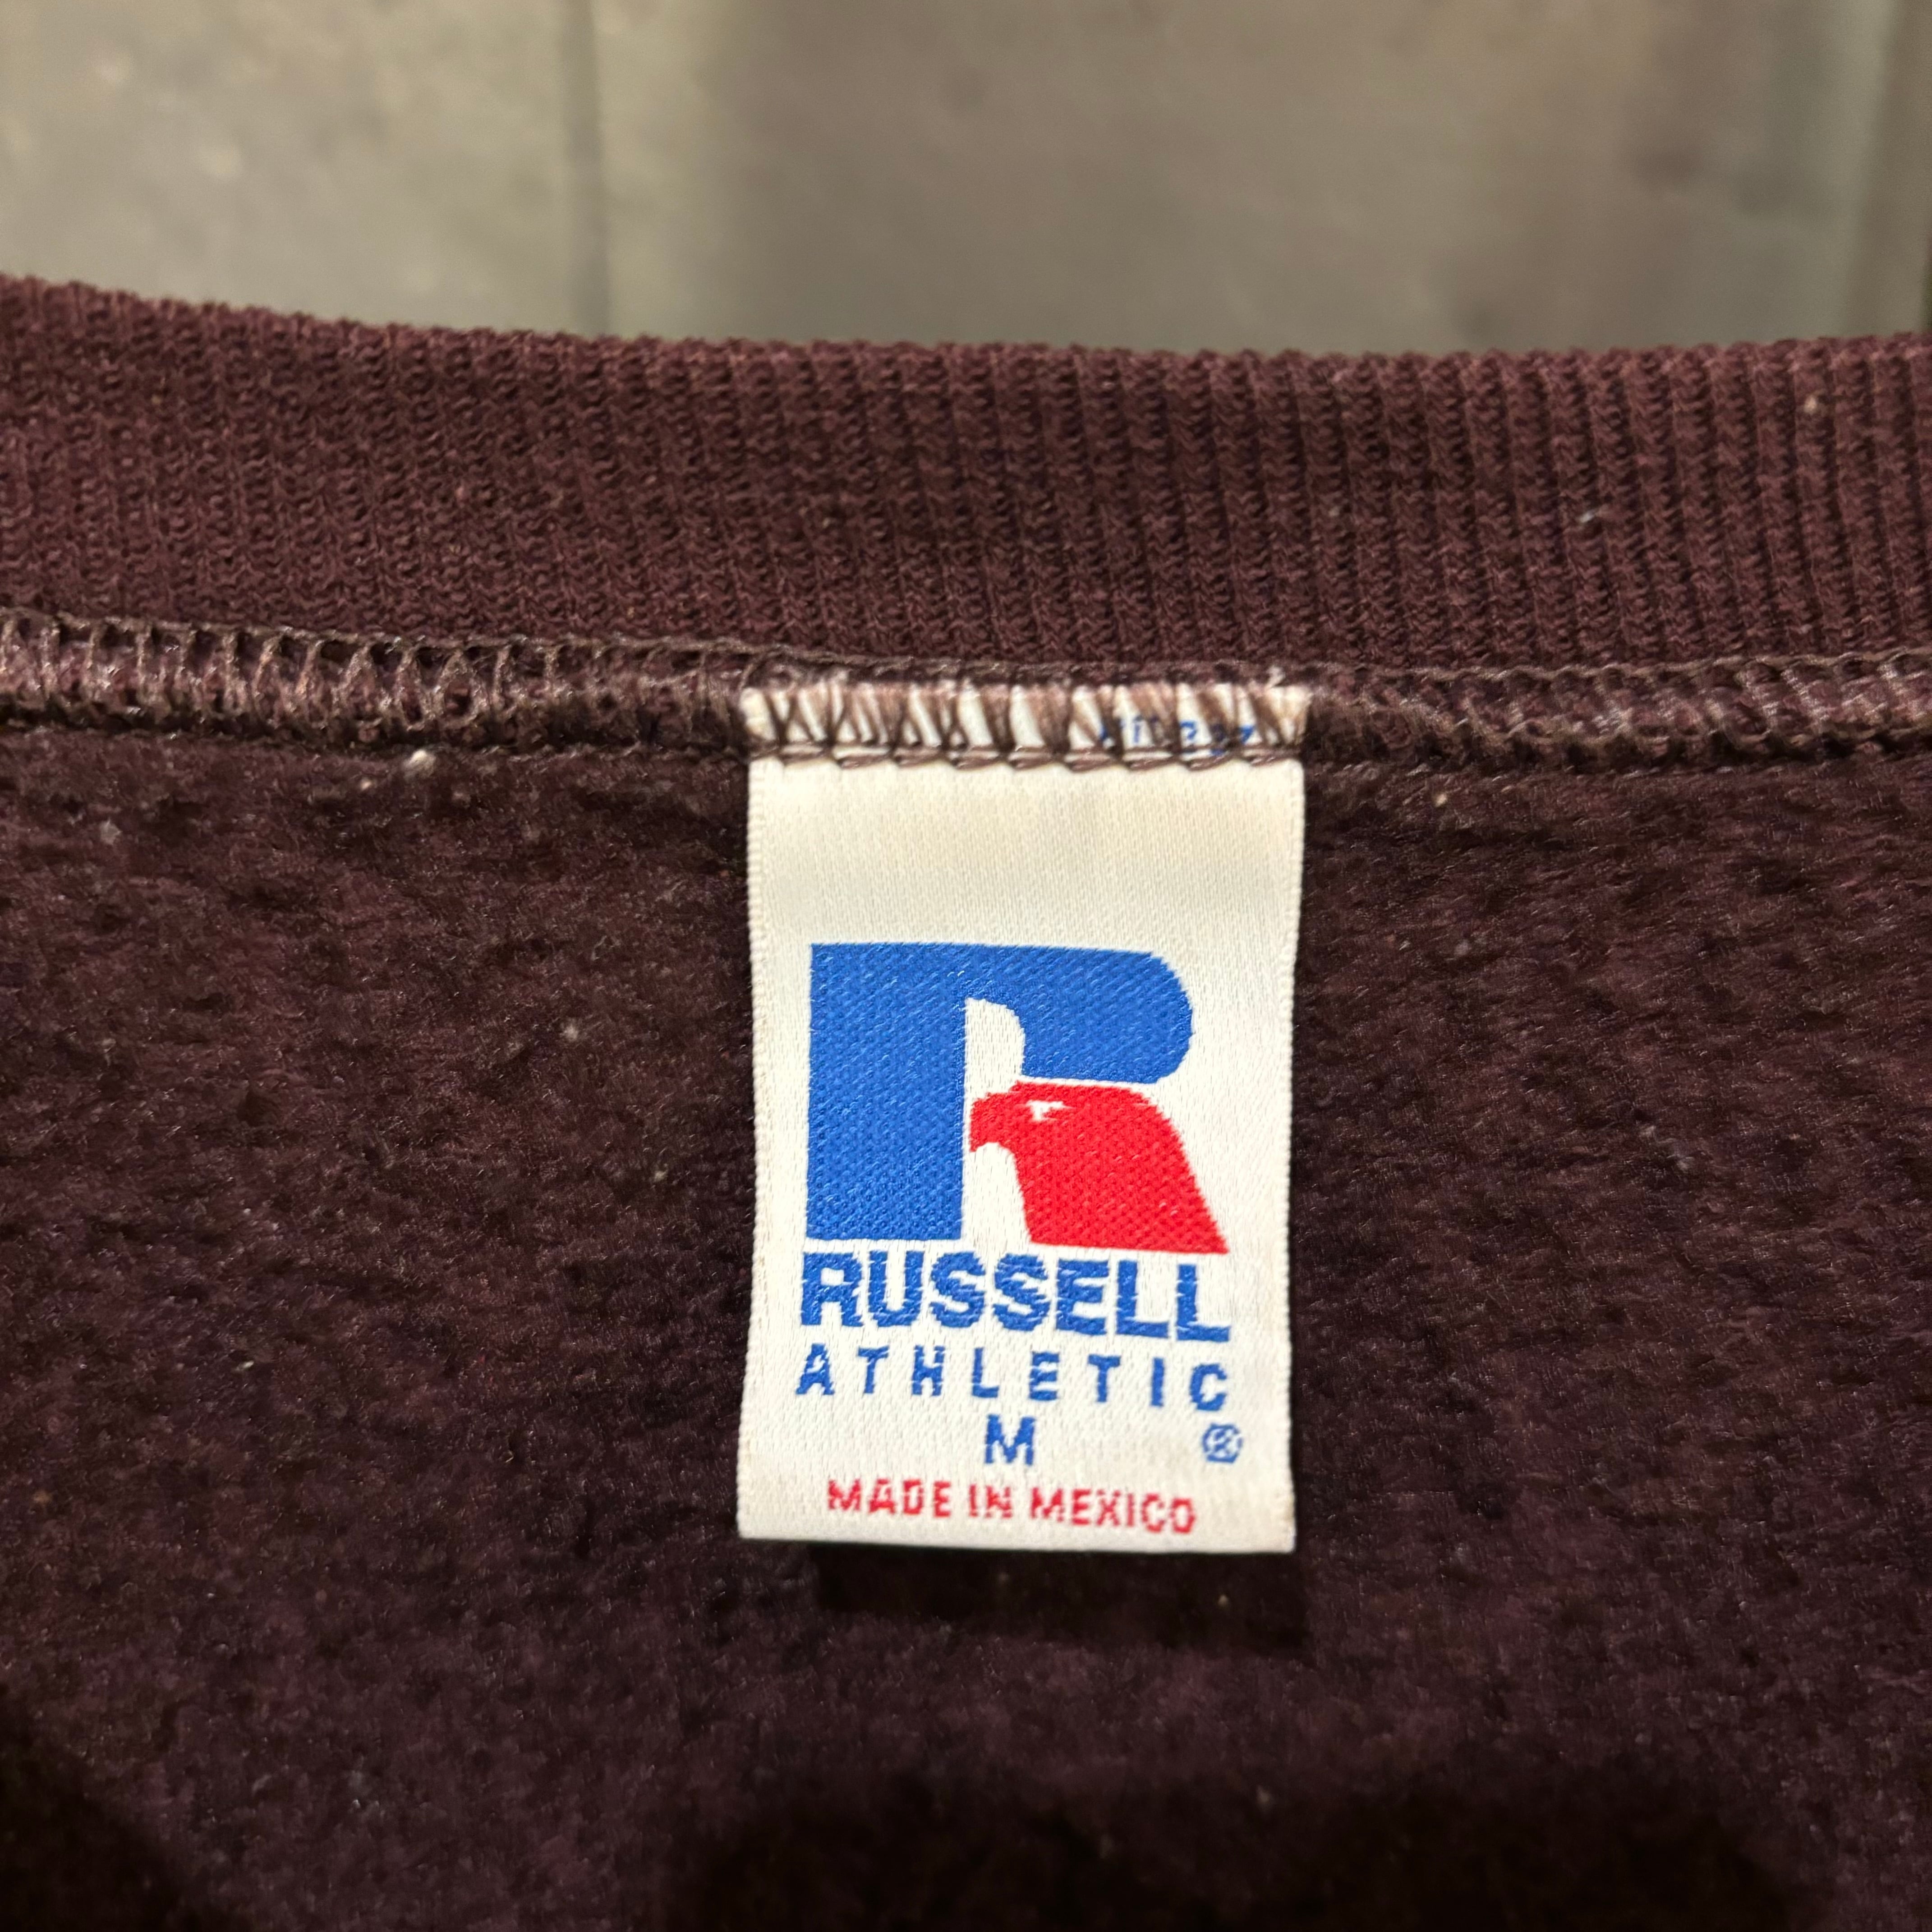 RUSSELL
ATHLETIC
M ®
MADE IN MEXICO